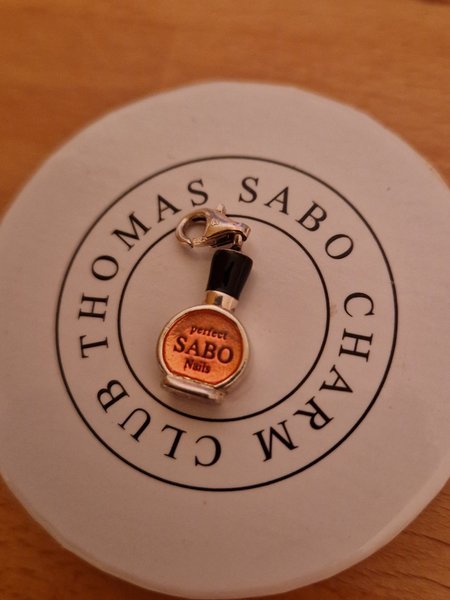 THOMAS SABO CHARM CLUB
perfect
SABO
Nails